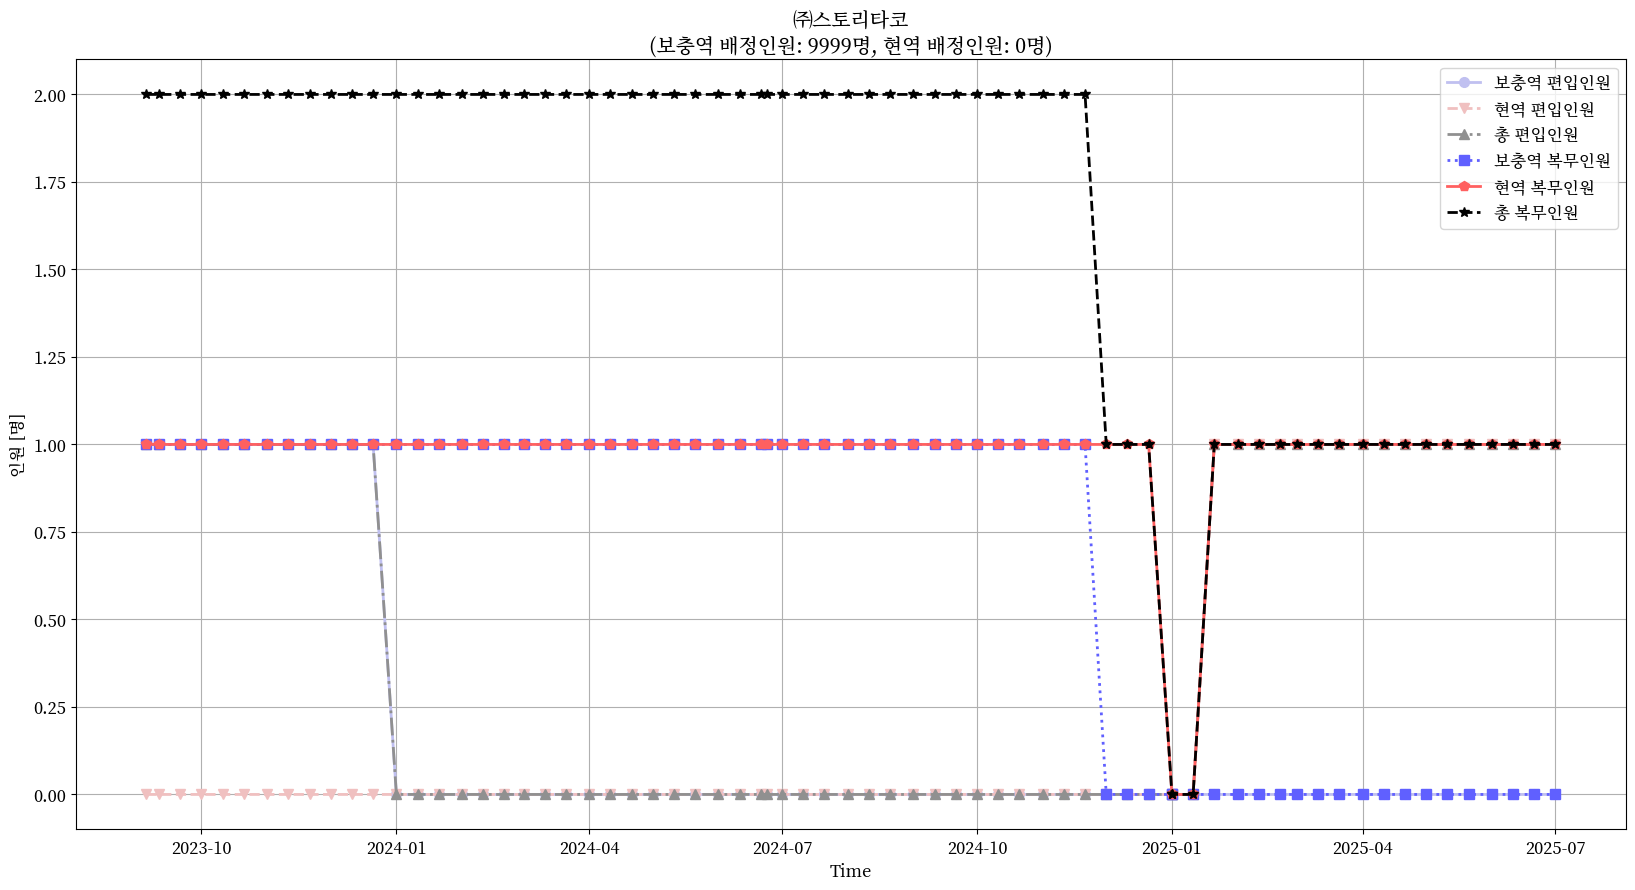 ㈜스토리타코
(보충역 배정인원: 9999명, 현역 배정인원: 0명)
보충역 편입인원
현역 편입인원
총 편입인원
보충역 복무인원
현역 복무인원
총 복무인원
2.00
1.75
1.50
1.25
1.00
0.75
0.50
0.25
0.00
인원 [명]
2023-10
2024-01
2024-04
2024-07
2024-10
2025-01
2025-04
2025-07
Time